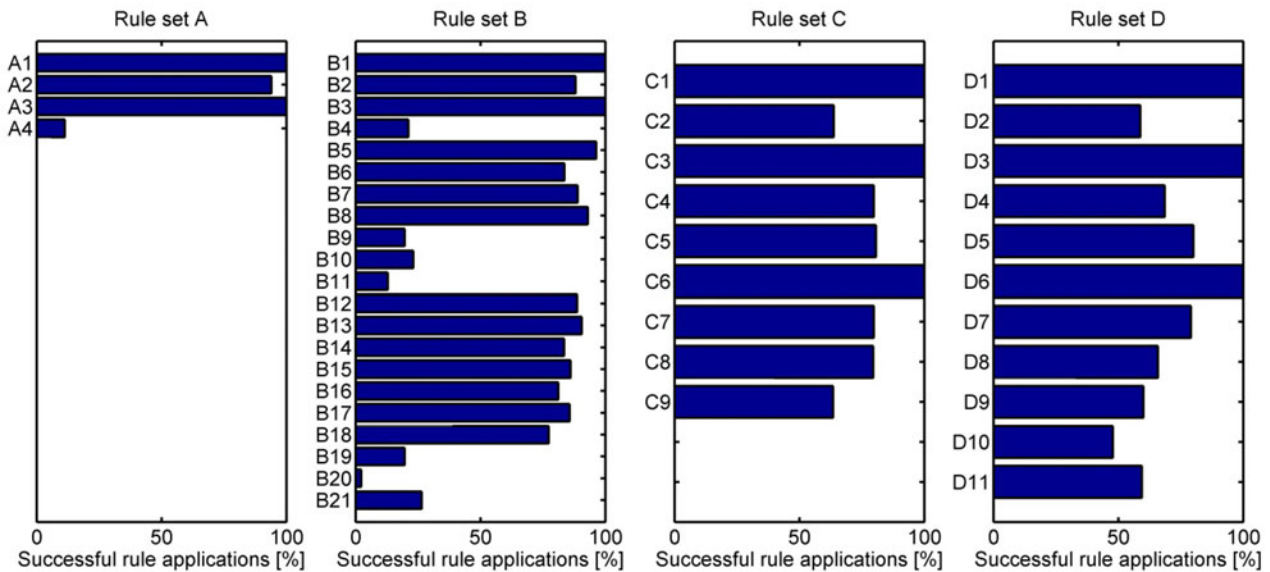 Rule set A
A1
A2
A3
A4
0 50 100
Successful rule applications [%]
Rule set B
B1
B2
B3
B4
B5
B6
B7
B8
B9
B10
B11
B12
B13
B14
B15
B16
B17
B18
B19
B20
B21
0 50 100
Successful rule applications [%]
Rule set C
C1
C2
C3
C4
C5
C6
C7
C8
C9
0 50 100
Successful rule applications [%]
Rule set D
D1
D2
D3
D4
D5
D6
D7
D8
D9
D10
D11
0 50 100
Successful rule applications [%]